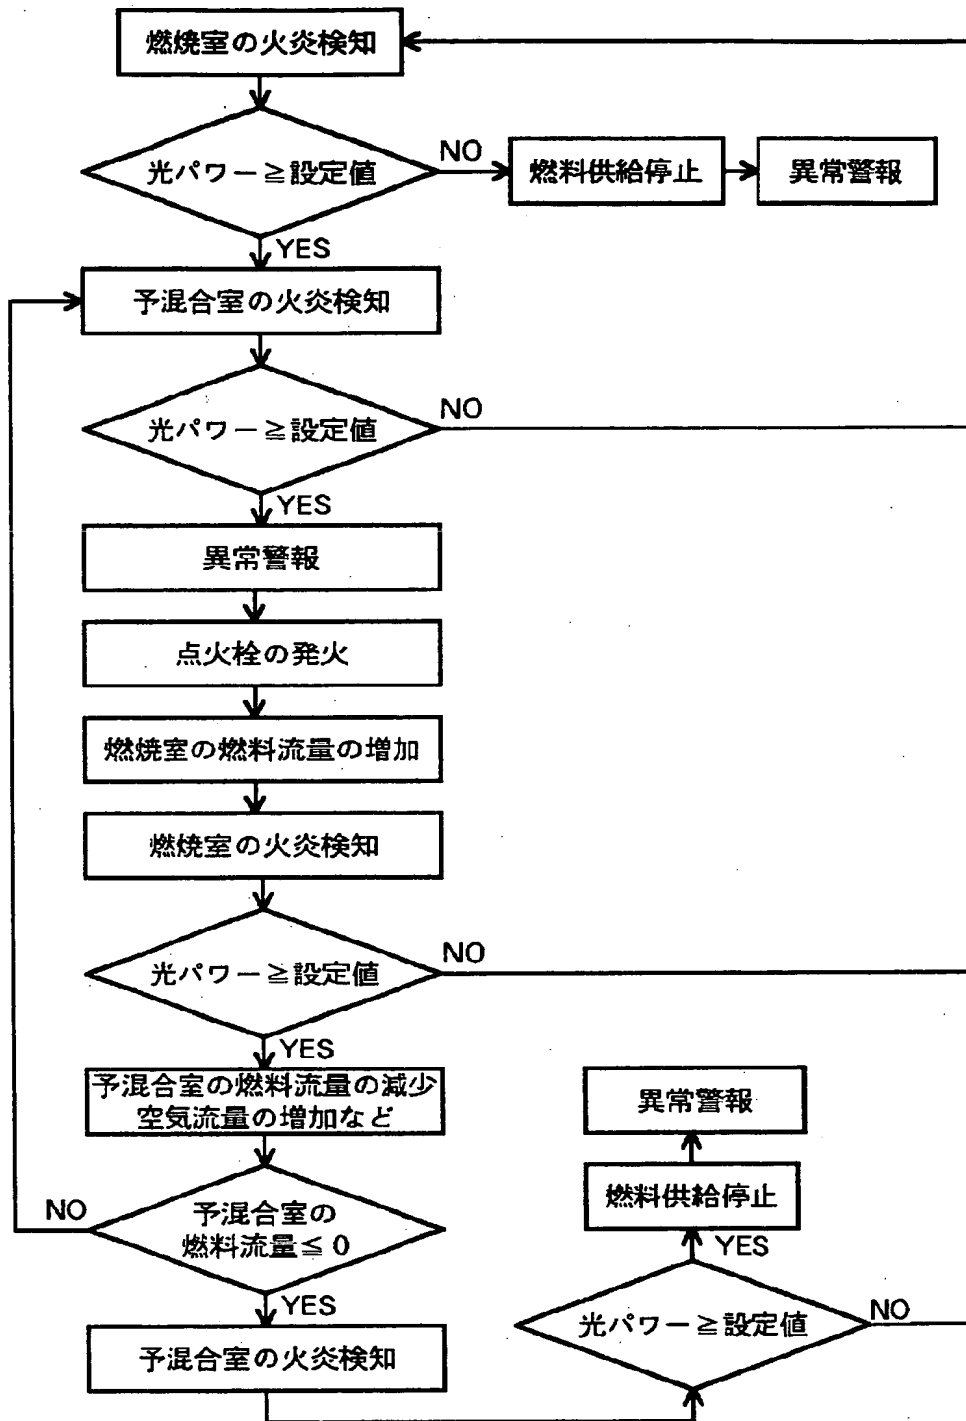 燃焼室の火炎検知
光パワー≧設定値
NO
燃料供給停止
異常警報
YES
予混合室の火炎検知
光パワー≧設定値
NO
YES
異常警報
点火栓の発火
燃焼室の燃料流量の増加
燃焼室の火炎検知
光パワー≧設定値
NO
YES
予混合室の燃料流量の減少
空気流量の増加など
予混合室の
燃料流量≦0
NO
YES
予混合室の火炎検知
光パワー≧設定値
NO
YES
燃料供給停止
異常警報